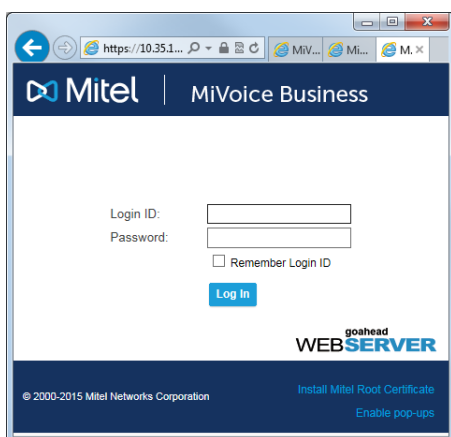 https://10.35.1... MiV... Mi... M.
Mitel MiVoice Business
Login ID:
Password:
Remember Login ID
Log In
goahead
WEBSERVER
© 2000-2015 Mitel Networks Corporation
Install Mitel Root Certificate
Enable pop-ups